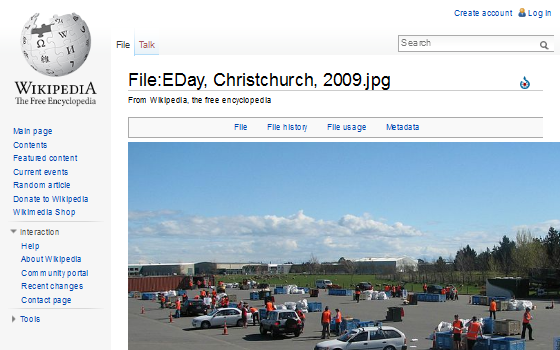 Create account Log in
WIKIPEDIA
The Free Encyclopedia
File Talk
Search
File:EDay, Christchurch, 2009.jpg
From Wikipedia, the free encyclopedia
File File history File usage Metadata
Main page
Contents
Featured content
Current events
Random article
Donate to Wikipedia
Wikimedia Shop
Interaction
Help
About Wikipedia
Community portal
Recent changes
Contact page
Tools